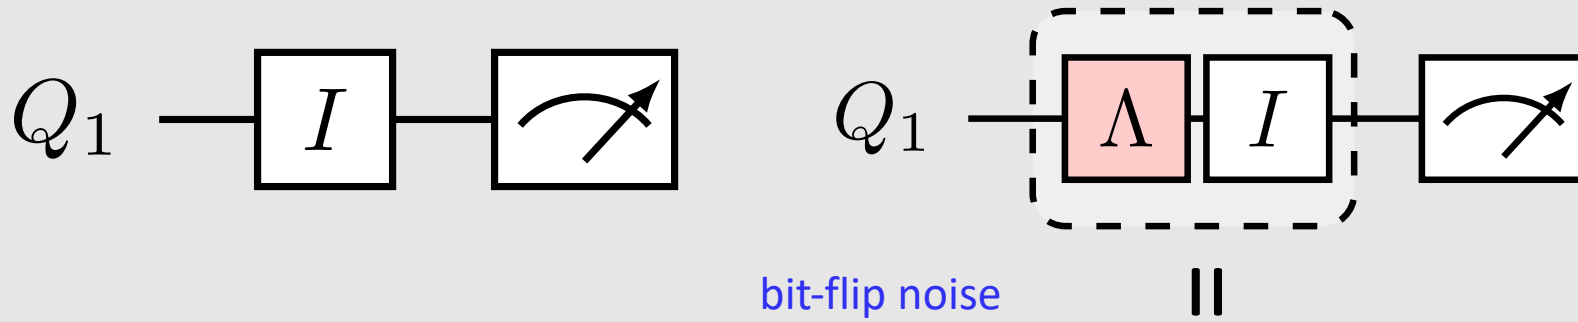 Q₁ I
Q₁ Λ I
bit-flip noise